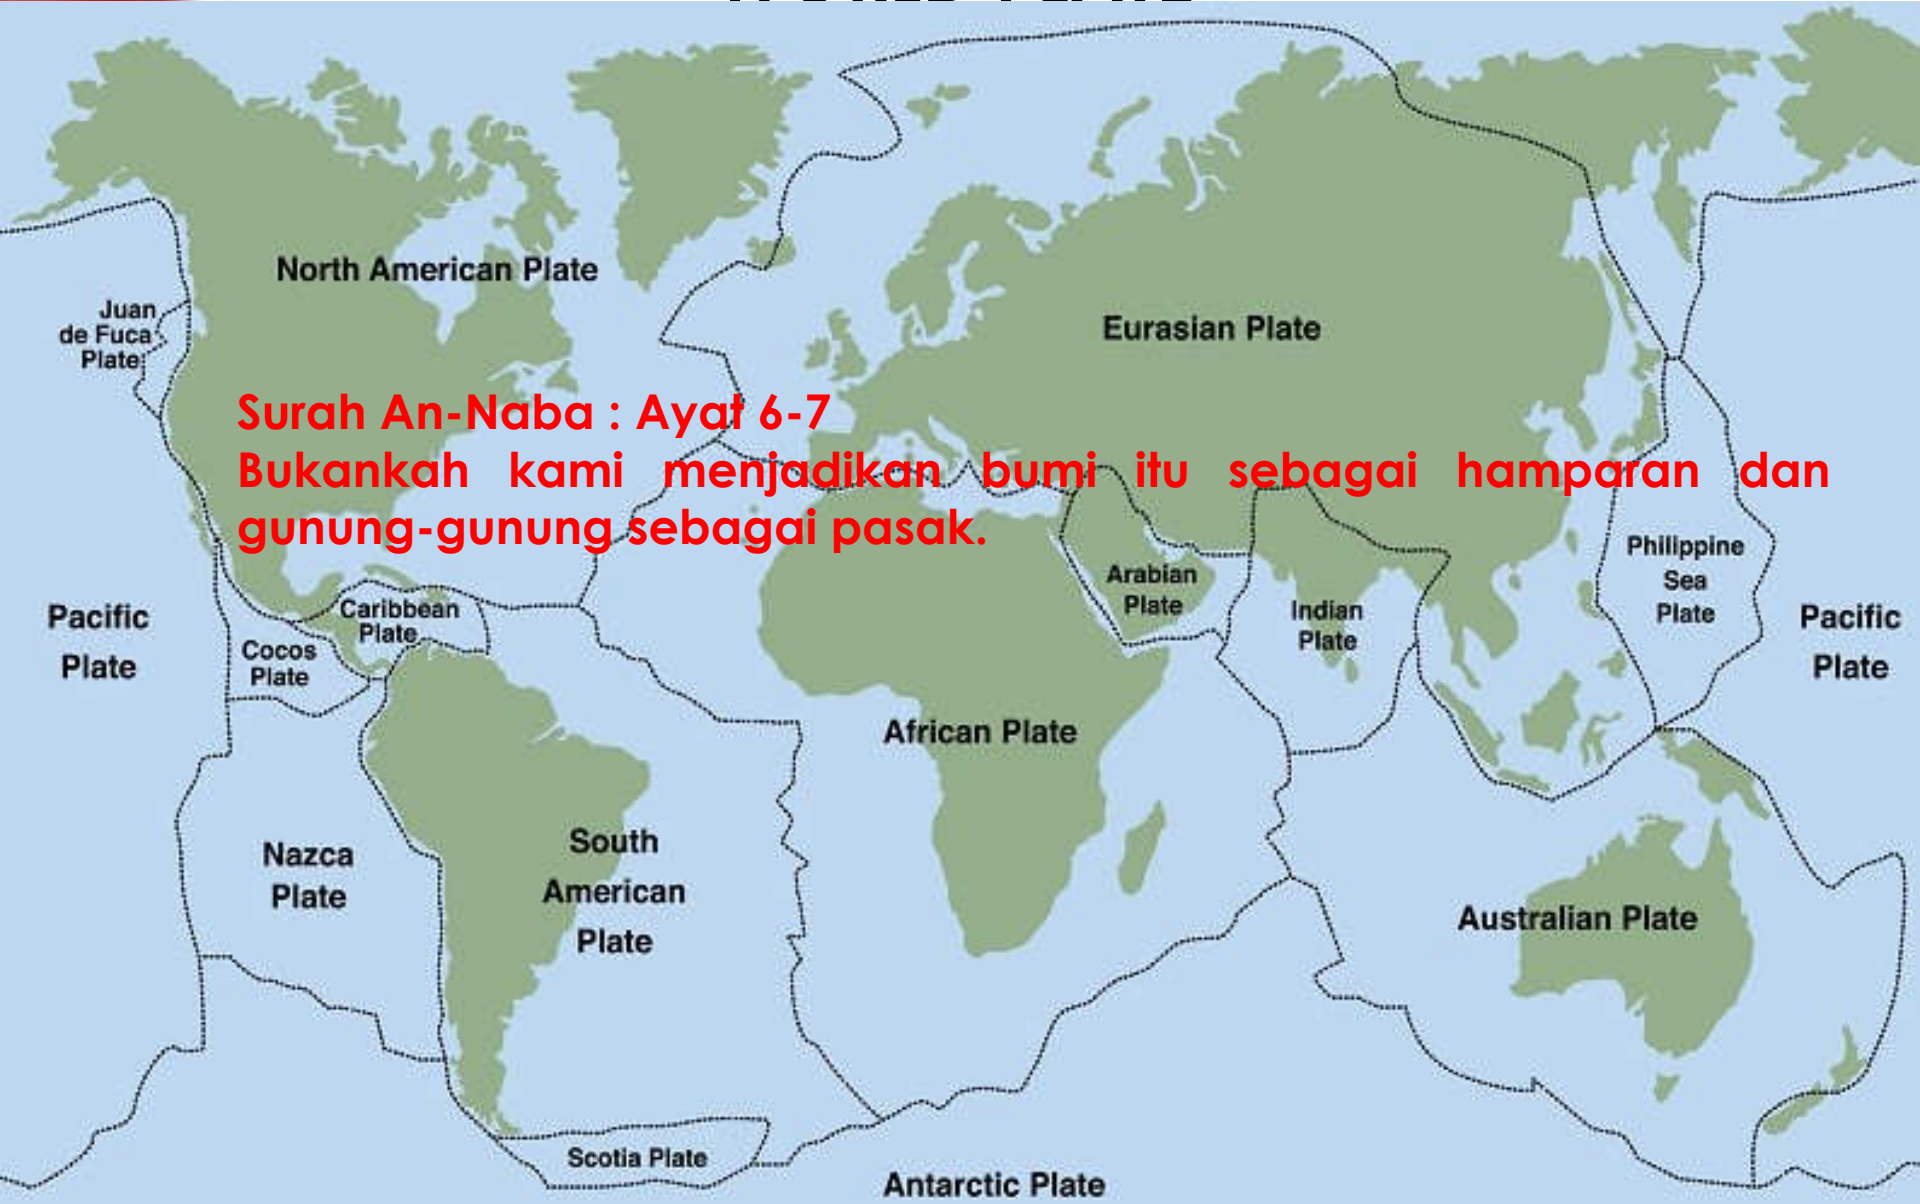 North American Plate
Juan
de Fuca
Plate
Eurasian Plate
Surah An-Naba : Ayat 6-7
Bukankah kami menjadikan bumi itu sebagai hamparan dan
gunung-gunung sebagai pasak.
Philippine
Sea
Plate
Arabian
Plate
Indian
Plate
Caribbean
Plate
Cocos
Plate
Pacific
Plate
Pacific
Plate
African Plate
Nazca
Plate
South
American
Plate
Australian Plate
Scotia Plate
Antarctic Plate